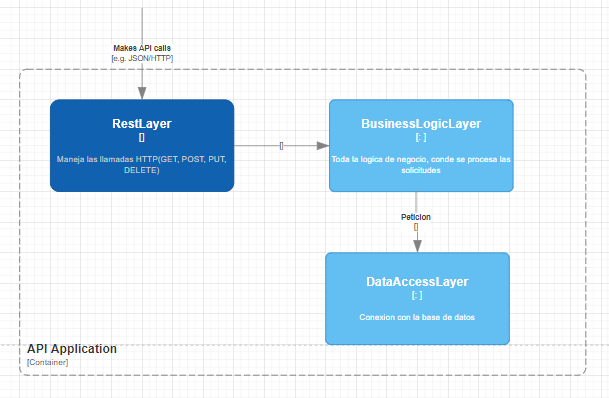 Makes API calls
[e.g. JSON/HTTP]
RestLayer
[]
Maneja las llamadas HTTP(GET, POST, PUT,
DELETE)
[]
BusinessLogicLayer
[: ]
Toda la logica de negocio, conde se procesa las
solicitudes
Peticion
[]
DataAccessLayer
[: ]
Conexion con la base de datos
API Application
[Container]